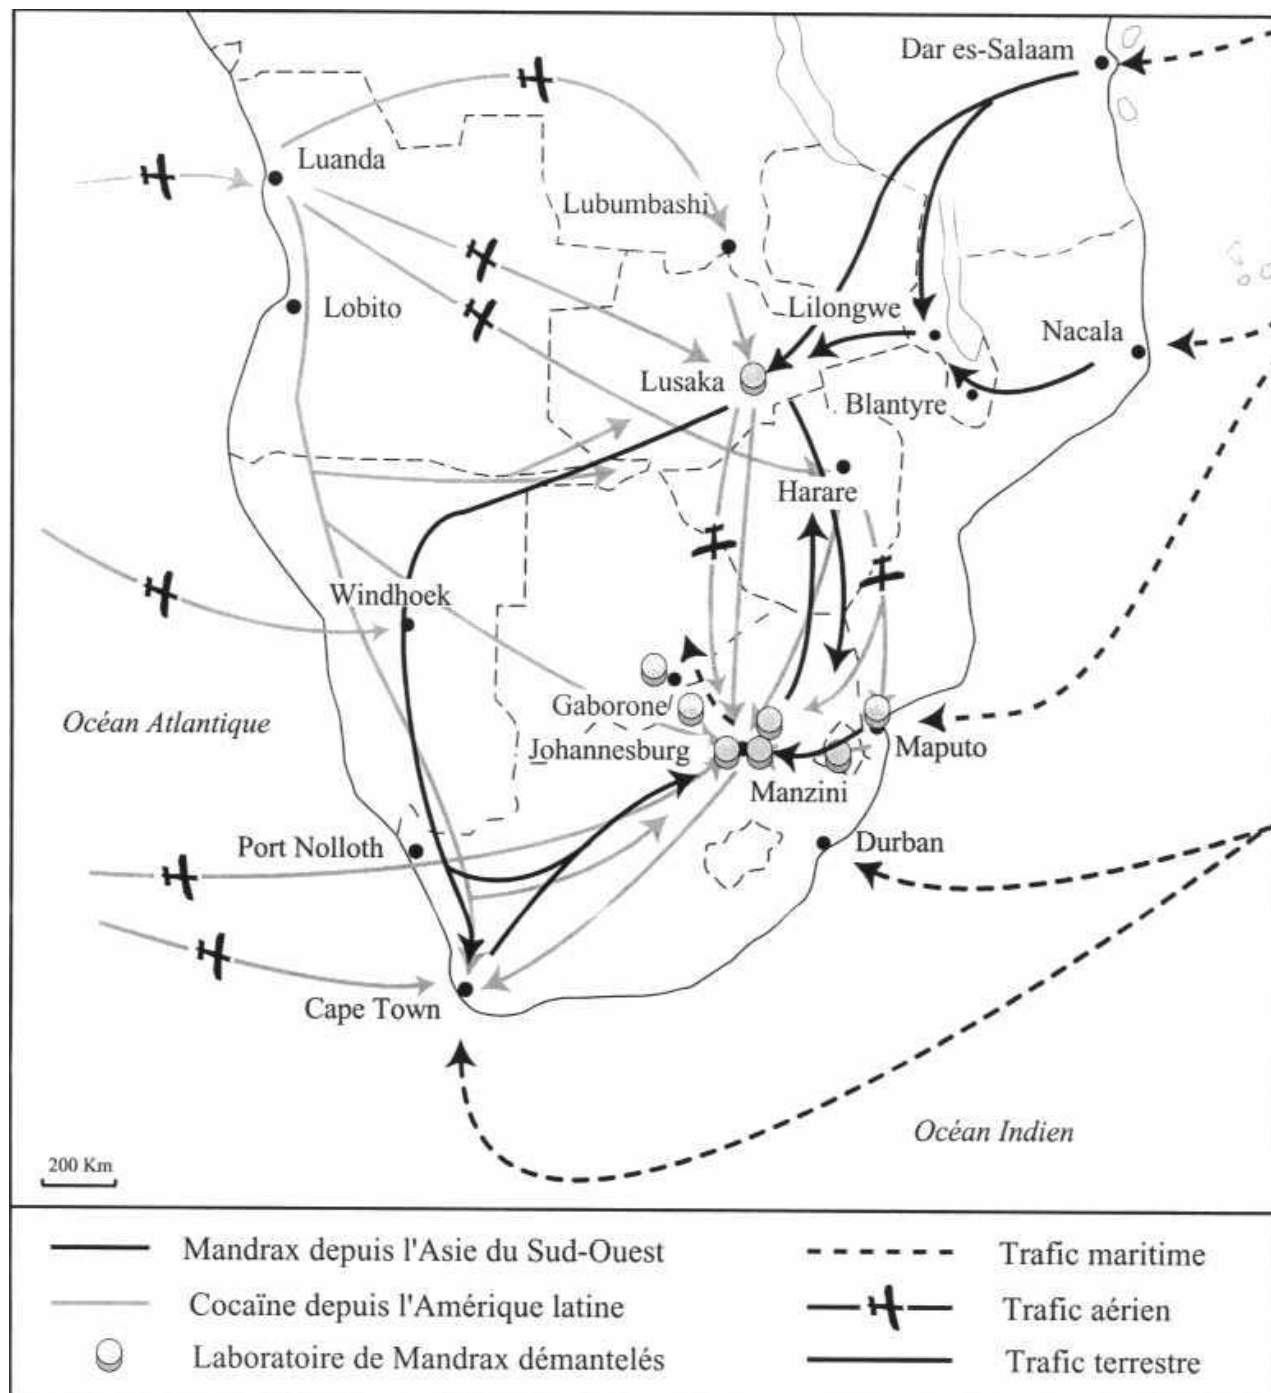 Dar es-Salaam
Luanda
Lubumbashi
Lobito
Lilongwe
Nacala
Lusaka
Blantyre
Harare
Windhoek
Gaborone
Océan Atlantique
Johannesburg
Maputo
Manzini
Port Nolloth
Durban
Cape Town
Océan Indien
200 Km
Mandrax depuis l'Asie du Sud-Ouest
Trafic maritime
Cocaïne depuis l'Amérique latine
Trafic aérien
Laboratoire de Mandrax démantelés
Trafic terrestre